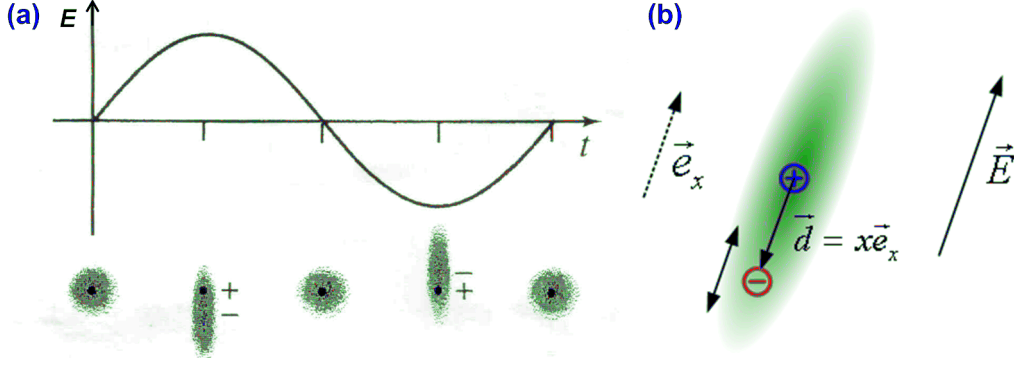 (a)
E
t
+
−
−
+
(b)
e⃗ₓ
+
d⃗ = xe⃗ₓ
−
E⃗